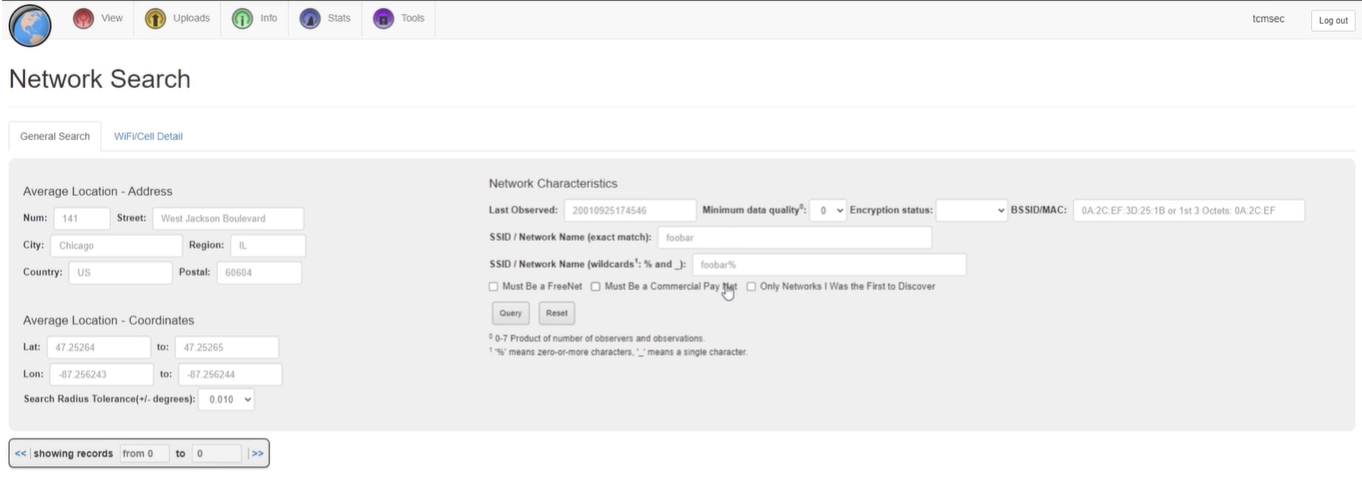 View Uploads Info Stats Tools tcmsec Log out
Network Search
General Search WiFi/Cell Detail
Average Location - Address
Num: 141 Street: West Jackson Boulevard
City: Chicago Region: IL
Country: US Postal: 60604
Average Location - Coordinates
Lat: 47.25264 to: 47.25265
Lon: -87.256243 to: -87.256244
Search Radius Tolerance(+/- degrees): 0.010
Network Characteristics
Last Observed: 20010925174546 Minimum data quality⁰: 0 Encryption status: BSSID/MAC: 0A:2C:EF:3D:25:1B or 1st 3 Octets: 0A:2C:EF
SSID / Network Name (exact match): foobar
SSID / Network Name (wildcards¹: % and _): foobar%
Must Be a FreeNet Must Be a Commercial Pay Net Only Networks I Was the First to Discover
Query Reset
⁰ 0-7 Product of number of observers and observations.
¹ '%' means zero-or-more characters, '_' means a single character.
<< showing records from 0 to 0 >>